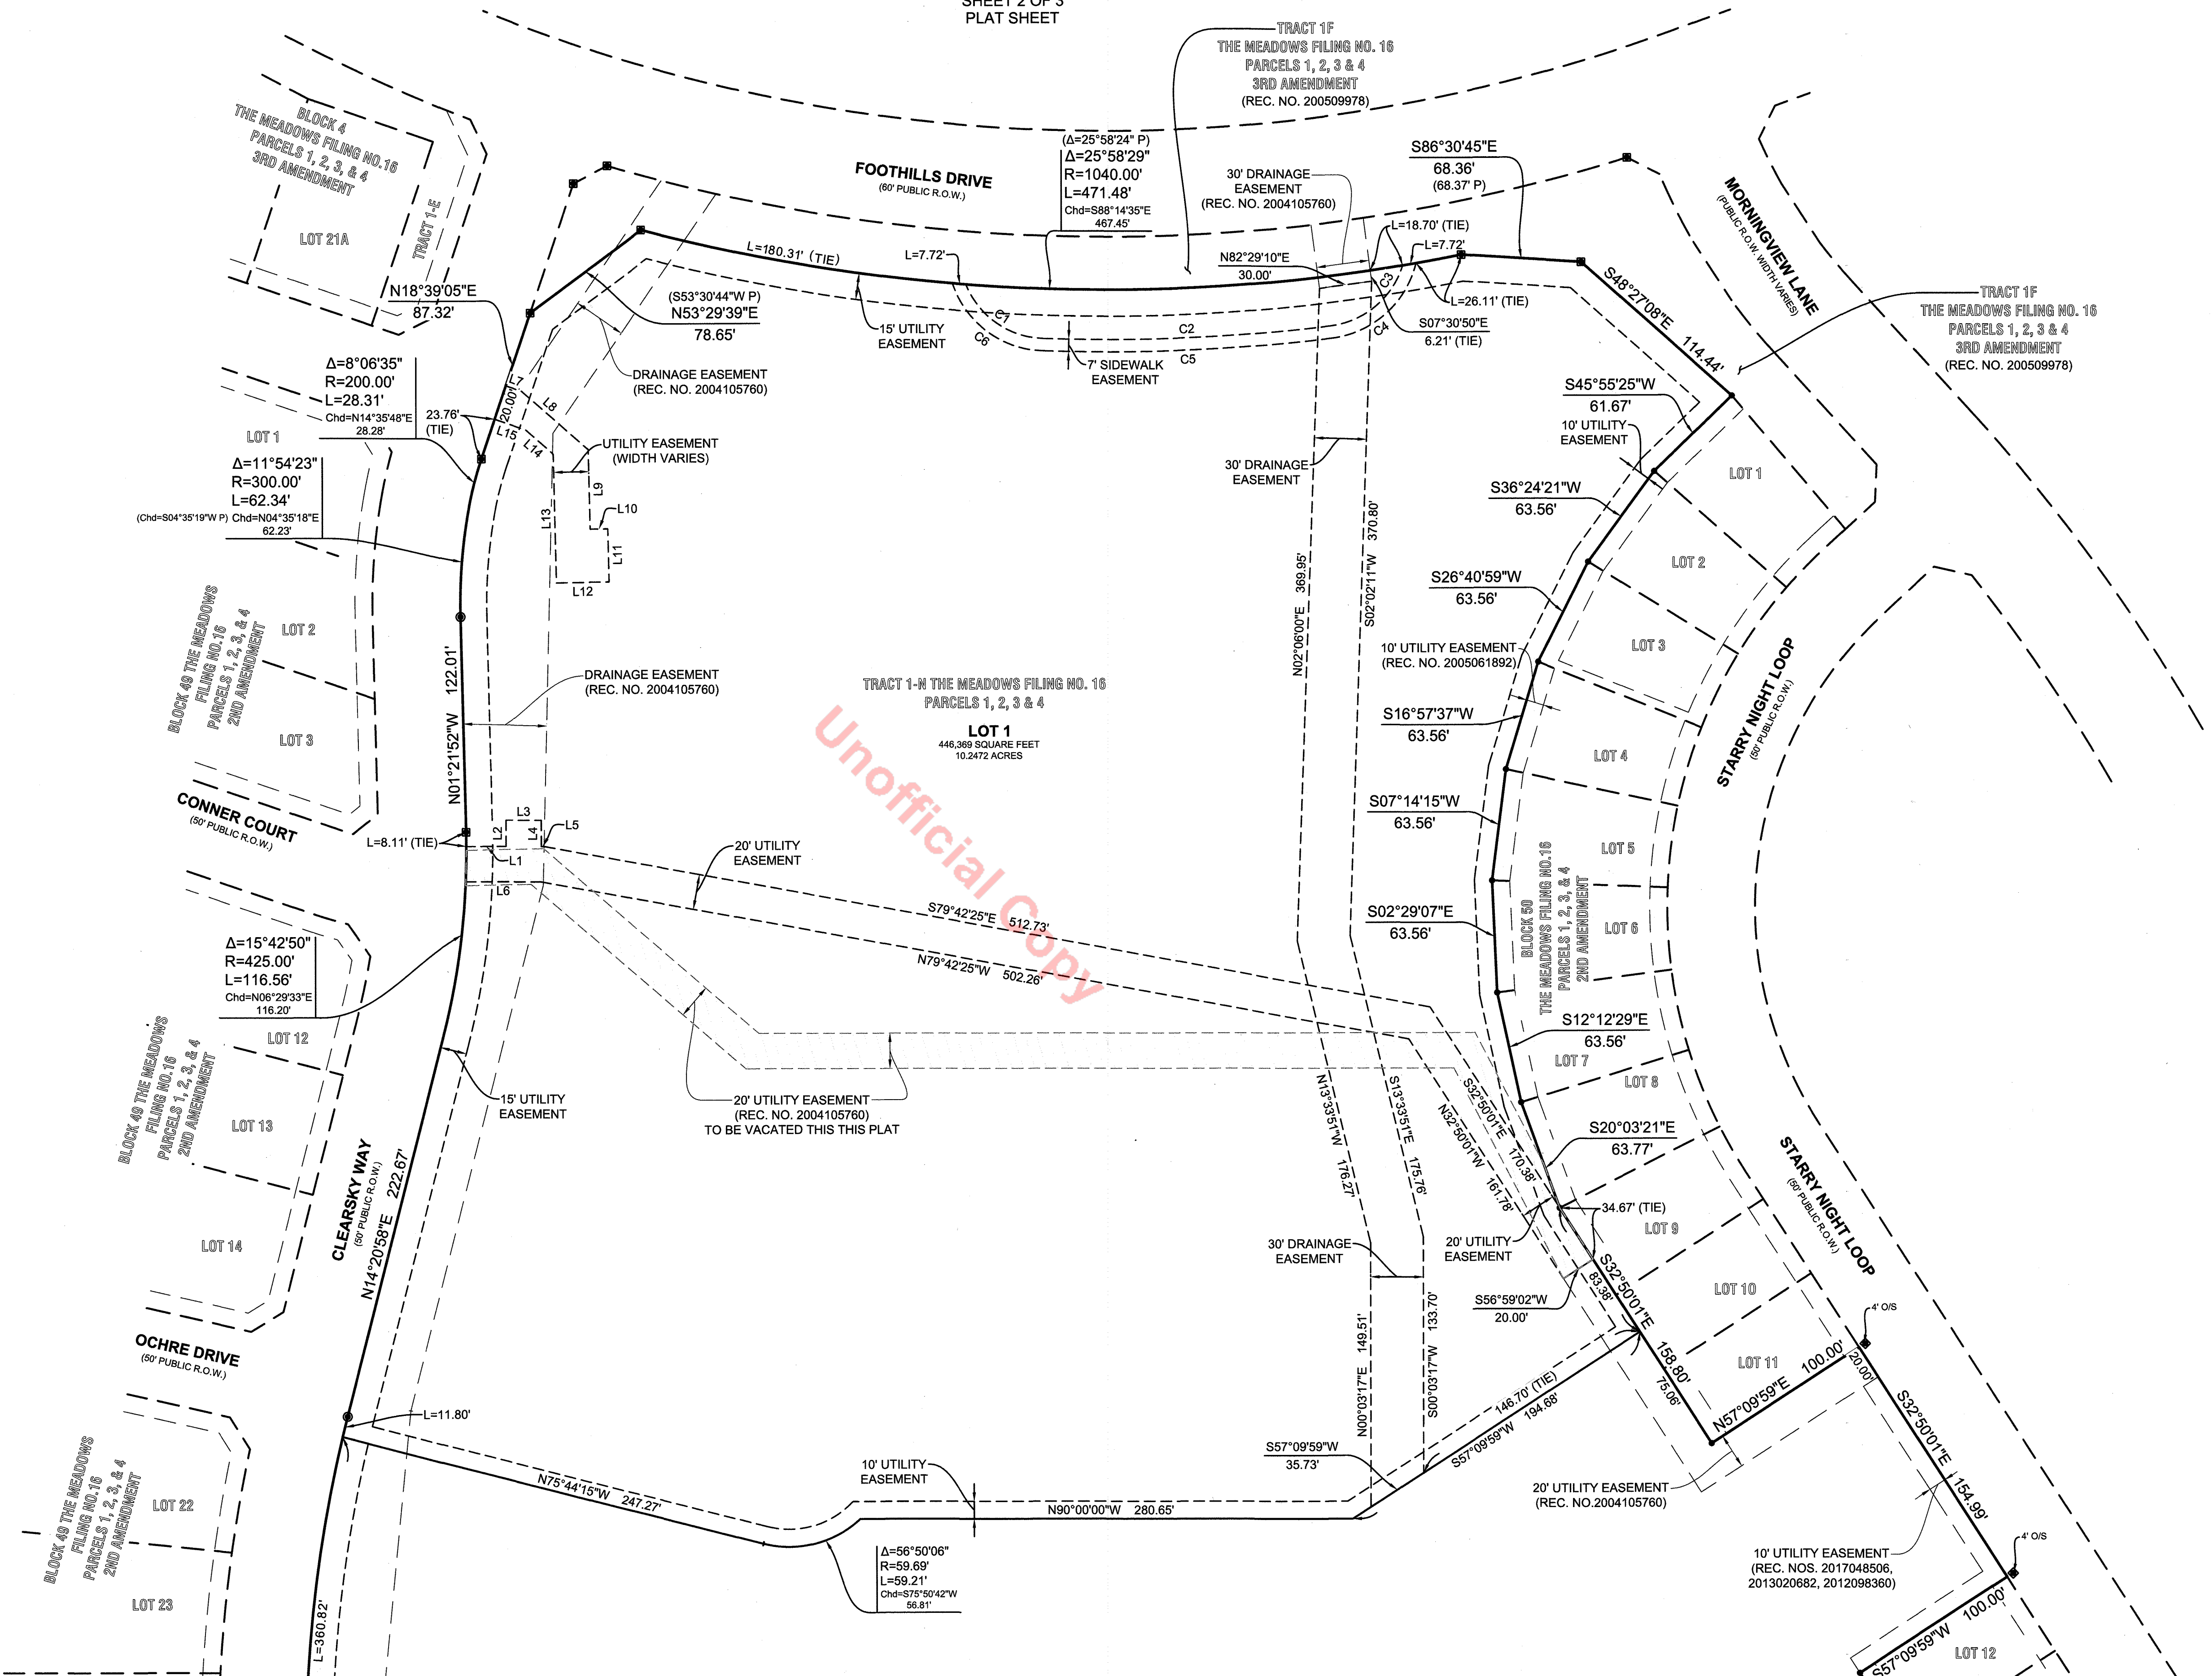 SHEET 2 OF 3
PLAT SHEET
TRACT 1F
THE MEADOWS FILING NO. 16
PARCELS 1, 2, 3 & 4
3RD AMENDMENT
(REC. NO. 200509978)
BLOCK 4
THE MEADOWS FILING NO.16
PARCELS 1, 2, 3, & 4
3RD AMENDMENT
LOT 21A
TRACT 1-E
FOOTHILLS DRIVE
(60' PUBLIC R.O.W.)
(Δ=25°58'24" P)
Δ=25°58'29"
R=1040.00'
L=471.48'
Chd=S88°14'35"E
467.45'
30' DRAINAGE
EASEMENT
(REC. NO. 2004105760)
S86°30'45"E
68.36'
(68.37' P)
MORNINGVIEW LANE
(PUBLIC R.O.W. WIDTH VARIES)
L=180.31' (TIE)
L=7.72'
L=18.70' (TIE)
L=7.72'
N82°29'10"E
30.00'
L=26.11' (TIE)
S07°30'50"E
6.21' (TIE)
C1
C2
C3
C4
C5
C6
15' UTILITY
EASEMENT
7' SIDEWALK
EASEMENT
S48°27'08"E
114.44'
TRACT 1F
THE MEADOWS FILING NO. 16
PARCELS 1, 2, 3 & 4
3RD AMENDMENT
(REC. NO. 200509978)
N18°39'05"E
87.32'
(S53°30'44"W P)
N53°29'39"E
78.65'
DRAINAGE EASEMENT
(REC. NO. 2004105760)
Δ=8°06'35"
R=200.00'
L=28.31'
Chd=N14°35'48"E
28.28'
23.76'
(TIE)
L7
20.00'
L8
L15
L14
UTILITY EASEMENT
(WIDTH VARIES)
L9
L10
L11
L12
L13
LOT 1
Δ=11°54'23"
R=300.00'
L=62.34'
(Chd=S04°35'19"W P) Chd=N04°35'18"E
62.23'
S45°55'25"W
61.67'
10' UTILITY
EASEMENT
LOT 1
30' DRAINAGE
EASEMENT
S36°24'21"W
63.56'
LOT 2
S26°40'59"W
63.56'
LOT 3
N02°06'00"E 369.95'
S02°02'11"W 370.80'
BLOCK 49 THE MEADOWS
FILING NO.16
PARCELS 1, 2, 3, & 4
2ND AMENDMENT
LOT 2
LOT 3
N01°21'52"W 122.01'
DRAINAGE EASEMENT
(REC. NO. 2004105760)
TRACT 1-N THE MEADOWS FILING NO. 16
PARCELS 1, 2, 3 & 4
LOT 1
446,369 SQUARE FEET
10.2472 ACRES
Unofficial Copy
10' UTILITY EASEMENT
(REC. NO. 2005061892)
S16°57'37"W
63.56'
LOT 4
STARRY NIGHT LOOP
(50' PUBLIC R.O.W.)
CONNER COURT
(50' PUBLIC R.O.W.)
L=8.11' (TIE)
L1
L2
L3
L4
L5
L6
20' UTILITY
EASEMENT
S07°14'15"W
63.56'
LOT 5
S79°42'25"E 512.73'
N79°42'25"W 502.26'
S02°29'07"E
63.56'
LOT 6
BLOCK 50
THE MEADOWS FILING NO.16
PARCELS 1, 2, 3, & 4
2ND AMENDMENT
Δ=15°42'50"
R=425.00'
L=116.56'
Chd=N06°29'33"E
116.20'
S12°12'29"E
63.56'
LOT 7
LOT 8
LOT 12
BLOCK 49 THE MEADOWS
FILING NO.16
PARCELS 1, 2, 3, & 4
2ND AMENDMENT
LOT 13
LOT 14
15' UTILITY
EASEMENT
20' UTILITY EASEMENT
(REC. NO. 2004105760)
TO BE VACATED THIS THIS PLAT
N13°33'51"W 176.27'
S13°33'51"E 175.76'
S32°50'01"E 170.38'
N32°50'01"W 161.78'
S20°03'21"E
63.77'
CLEARSKY WAY
(50' PUBLIC R.O.W.)
N14°20'58"E 222.67'
34.67' (TIE)
LOT 9
STARRY NIGHT LOOP
(50' PUBLIC R.O.W.)
30' DRAINAGE
EASEMENT
20' UTILITY
EASEMENT
S32°50'01"E
158.80'
83.38'
75.06'
S56°59'02"W
20.00'
LOT 10
4' O/S
OCHRE DRIVE
(50' PUBLIC R.O.W.)
N00°03'17"E 149.51'
S00°03'17"W 133.70'
LOT 11
N57°09'59"E 100.00'
20.00'
S32°50'01"E 154.99'
L=11.80'
146.70' (TIE)
S57°09'59"W 194.68'
S57°09'59"W
35.73'
N75°44'15"W 247.27'
10' UTILITY
EASEMENT
N90°00'00"W 280.65'
20' UTILITY EASEMENT
(REC. NO.2004105760)
BLOCK 49 THE MEADOWS
FILING NO.16
PARCELS 1, 2, 3, & 4
2ND AMENDMENT
LOT 22
LOT 23
4' O/S
Δ=56°50'06"
R=59.69'
L=59.21'
Chd=S75°50'42"W
56.81'
10' UTILITY EASEMENT
(REC. NOS. 2017048506,
2013020682, 2012098360)
L=360.82'
S57°09'59"W 100.00'
LOT 12